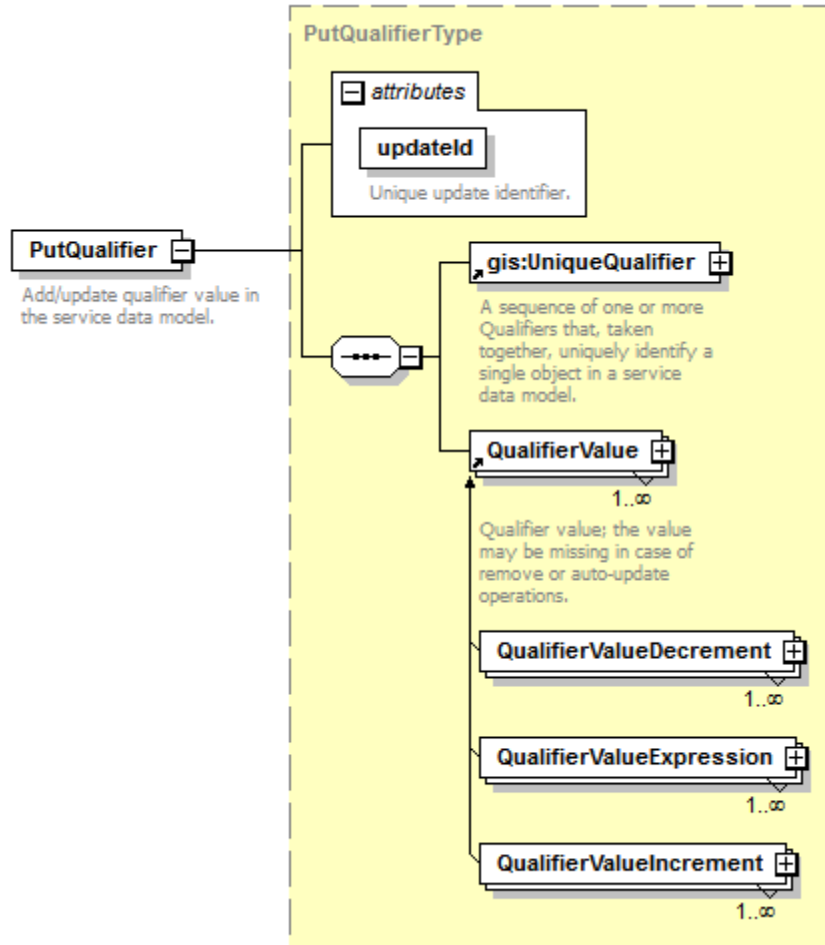 PutQualifierType
attributes
updateId
Unique update identifier.
PutQualifier
Add/update qualifier value in
the service data model.
gis:UniqueQualifier
A sequence of one or more
Qualifiers that, taken
together, uniquely identify a
single object in a service
data model.
QualifierValue
1..∞
Qualifier value; the value
may be missing in case of
remove or auto-update
operations.
QualifierValueDecrement
1..∞
QualifierValueExpression
1..∞
QualifierValueIncrement
1..∞